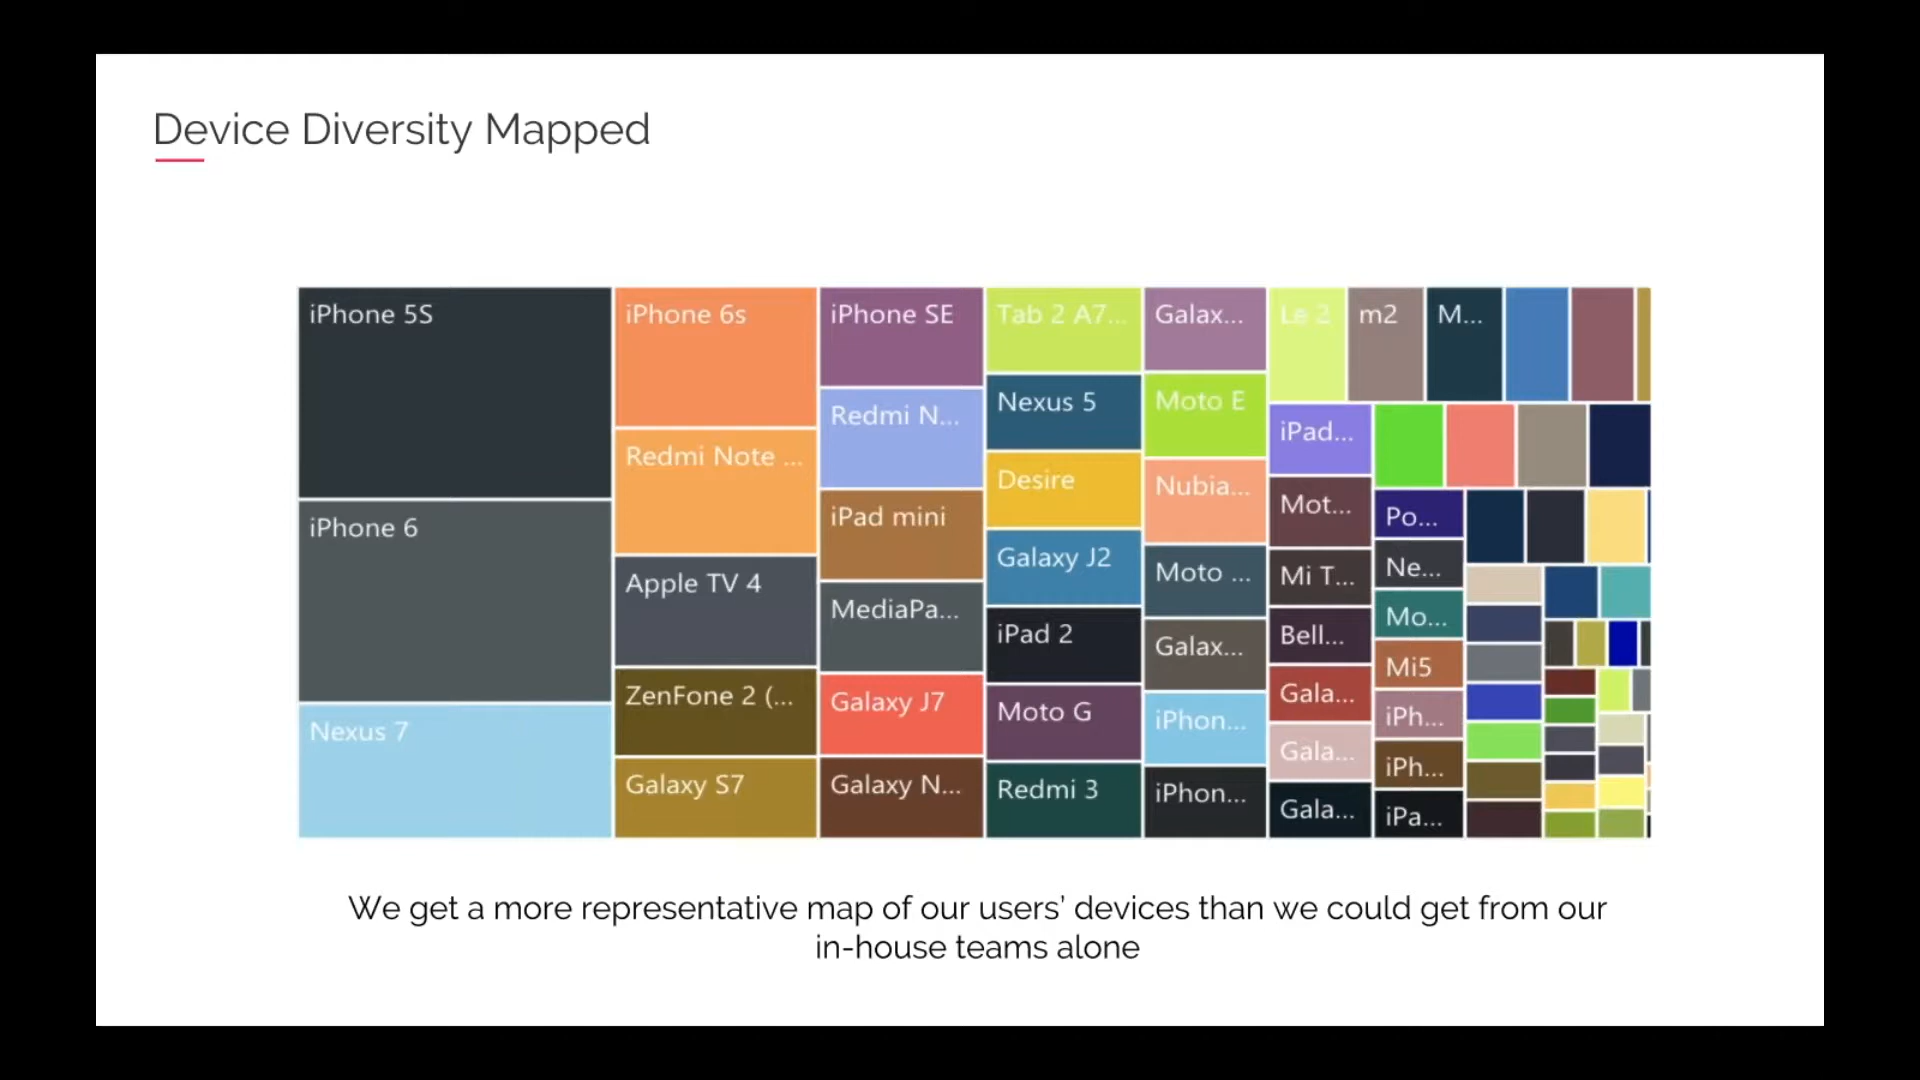 Device Diversity Mapped
iPhone 5S
iPhone 6
Nexus 7
iPhone 6s
Redmi Note ...
Apple TV 4
ZenFone 2 (...
Galaxy S7
iPhone SE
Redmi N...
iPad mini
MediaPa...
Galaxy J7
Galaxy N...
Tab 2 A7...
Nexus 5
Desire
Galaxy J2
iPad 2
Moto G
Redmi 3
Galax...
Moto E
Nubia...
Moto ...
Galax...
iPhon...
iPhon...
Le 2
m2
M...
iPad...
Mot...
Mi T...
Bell...
Gala...
Gala...
Gala...
Po...
Ne...
Mo...
Mi5
iPh...
iPh...
iPa...
We get a more representative map of our users’ devices than we could get from our
in-house teams alone